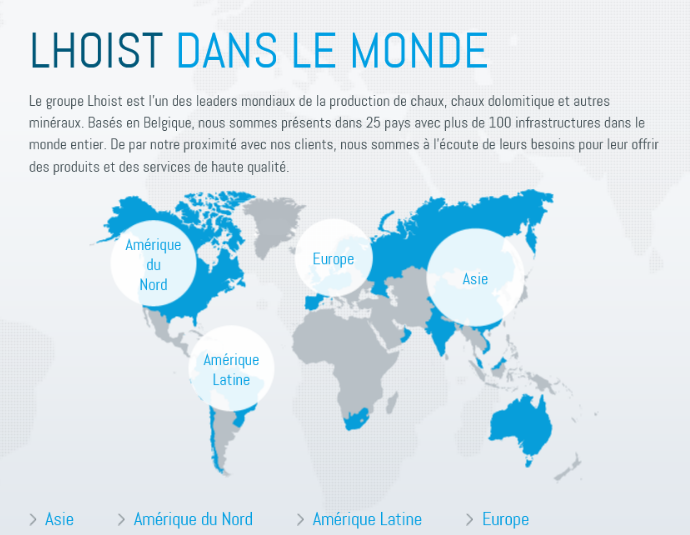 LHOIST DANS LE MONDE
Le groupe Lhoist est l'un des leaders mondiaux de la production de chaux, chaux dolomitique et autres
minéraux. Basés en Belgique, nous sommes présents dans 25 pays avec plus de 100 infrastructures dans le
monde entier. De par notre proximité avec nos clients, nous sommes à l'écoute de leurs besoins pour leur offrir
des produits et des services de haute qualité.
Amérique
du
Nord
Europe
Asie
Amérique
Latine
Asie
Amérique du Nord
Amérique Latine
Europe